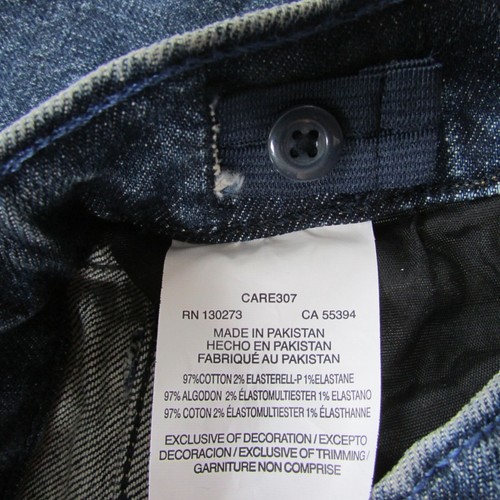 CARE307
RN 130273 CA 55394
MADE IN PAKISTAN
HECHO EN PAKISTAN
FABRIQUÉ AU PAKISTAN
97%COTTON 2% ELASTERELL-P 1%ELASTANE
97% ALGODON 2% ÉLASTOMULTIESTER 1% ELASTANO
97% COTON 2% ÉLASTOMULTIESTER 1% ÉLASTHANNE
EXCLUSIVE OF DECORATION / EXCEPTO
DECORACION / EXCLUSIVE OF TRIMMING /
GARNITURE NON COMPRISE